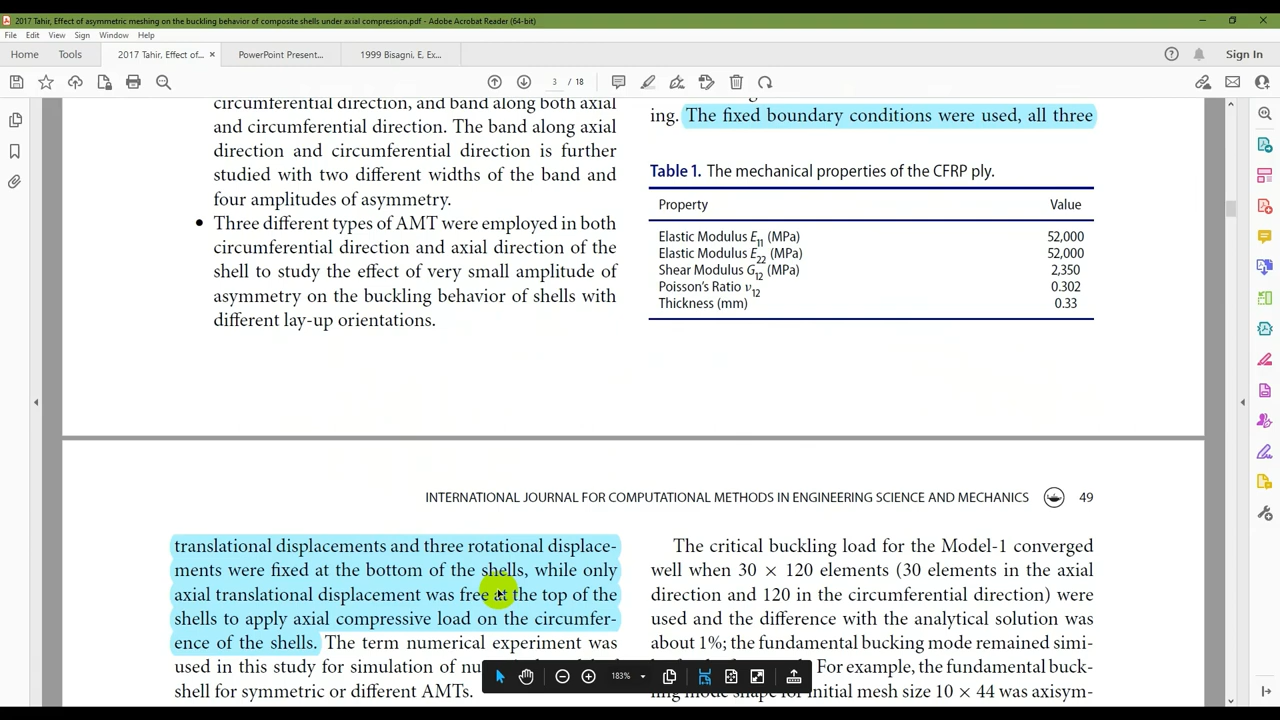 2017 Tahir, Effect of asymmetric meshing on the buckling behavior of composite shells under axial compression.pdf - Adobe Acrobat Reader (64-bit)
File Edit View Sign Window Help
Home Tools 2017 Tahir, Effect of... × PowerPoint Present... 1999 Bisagni, E, Ex... Sign In
3 / 18
circumferential direction, and band along both axial
and circumferential direction. The band along axial
direction and circumferential direction is further
studied with two different widths of the band and
four amplitudes of asymmetry.
• Three different types of AMT were employed in both
circumferential direction and axial direction of the
shell to study the effect of very small amplitude of
asymmetry on the buckling behavior of shells with
different lay-up orientations.
ing. The fixed boundary conditions were used, all three
Table 1. The mechanical properties of the CFRP ply.
Property Value
Elastic Modulus E11 (MPa) 52,000
Elastic Modulus E22 (MPa) 52,000
Shear Modulus G12 (MPa) 2,350
Poisson's Ratio ν12 0.302
Thickness (mm) 0.33
INTERNATIONAL JOURNAL FOR COMPUTATIONAL METHODS IN ENGINEERING SCIENCE AND MECHANICS 49
translational displacements and three rotational displace-
ments were fixed at the bottom of the shells, while only
axial translational displacement was free at the top of the
shells to apply axial compressive load on the circumfer-
ence of the shells. The term numerical experiment was
used in this study for simulation of
shell for symmetric or different AMTs.
The critical buckling load for the Model-1 converged
well when 30 × 120 elements (30 elements in the axial
direction and 120 in the circumferential direction) were
used and the difference with the analytical solution was
about 1%; the fundamental bucking mode remained simi-
For example, the fundamental buck-
initial mesh size 10 × 44 was axisym-
183%